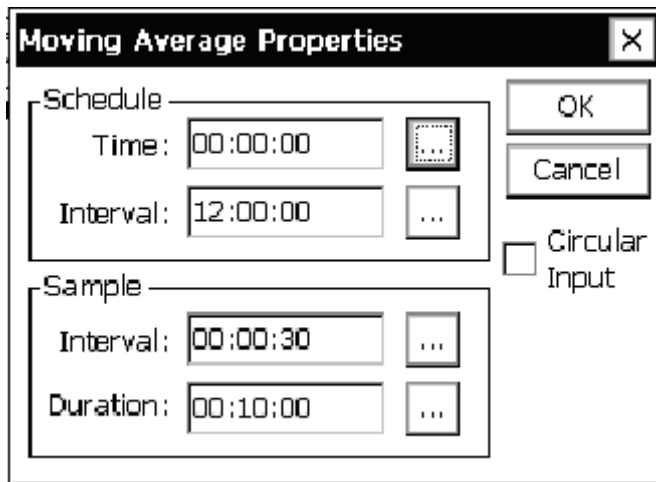 Moving Average Properties
Schedule
Time: 00:00:00 ...
Interval: 12:00:00 ...
Sample
Interval: 00:00:30 ...
Duration: 00:10:00 ...
OK
Cancel
Circular
Input